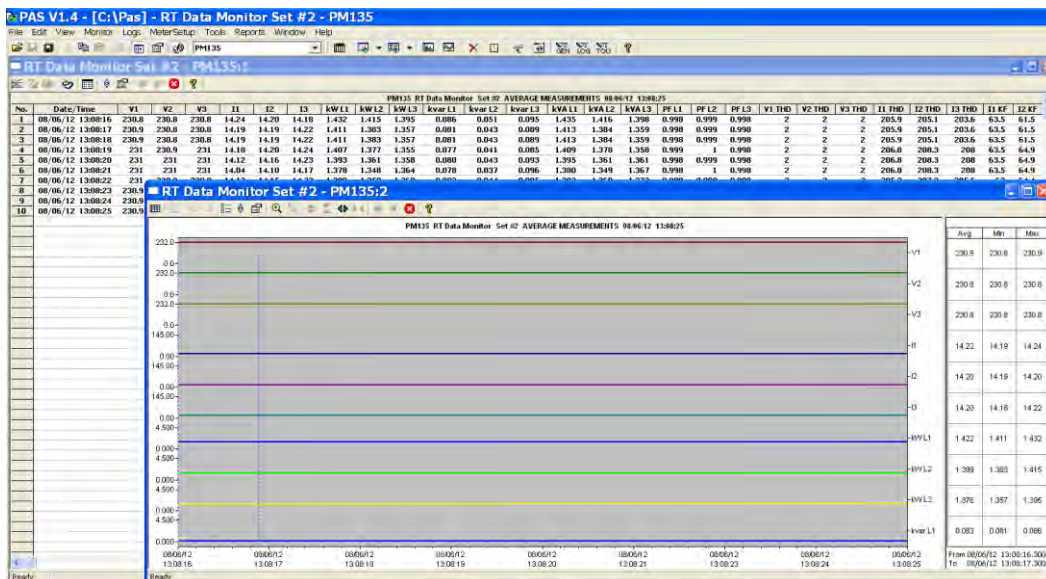 PAS V1.4 - [C:\Pas] - RT Data Monitor Set #2 - PM135
File Edit View Monitor Logs MeterSetup Tools Reports Window Help
PM135
RT Data Monitor Set #2 - PM135:1
PM135 RT Data Monitor Set #2 AVERAGE MEASUREMENTS 08/06/12 13:08:25
No. Date/Time V1 V2 V3 I1 I2 I3 kW L1 kW L2 kW L3 kvar L1 kvar L2 kvar L3 kVA L1 kVA L2 kVA L3 PF L1 PF L2 PF L3 V1 THD V2 THD V3 THD I1 THD I2 THD I3 THD I1 KF I2 KF
1 08/06/12 13:08:16 230.8 230.8 230.8 14.24 14.20 14.18 1.432 1.415 1.395 0.086 0.051 0.095 1.435 1.416 1.398 0.998 0.999 0.998 2 2 2 205.9 205.1 203.6 63.5 61.5
2 08/06/12 13:08:17 230.9 230.8 230.8 14.19 14.19 14.22 1.411 1.383 1.357 0.081 0.043 0.089 1.413 1.384 1.359 0.998 0.999 0.998 2 2 2 205.9 205.1 203.6 63.5 61.5
3 08/06/12 13:08:18 230.9 230.8 230.8 14.19 14.19 14.22 1.411 1.383 1.357 0.081 0.043 0.089 1.413 1.384 1.359 0.998 0.999 0.998 2 2 2 205.9 205.1 203.6 63.5 61.5
4 08/06/12 13:08:19 231 230.9 231 14.18 14.20 14.24 1.407 1.377 1.355 0.077 0.041 0.085 1.409 1.378 1.358 0.999 1 0.998 2 2 2 206.8 208.3 208 63.5 64.9
5 08/06/12 13:08:20 231 231 231 14.12 14.16 14.23 1.393 1.361 1.358 0.080 0.043 0.093 1.395 1.361 1.361 0.998 0.999 0.998 2 2 2 206.8 208.3 208 63.5 64.9
6 08/06/12 13:08:21 231 231 231 14.04 14.10 14.17 1.378 1.348 1.364 0.078 0.037 0.096 1.380 1.349 1.367 0.998 1 0.998 2 2 2 206.8 208.3 208 63.5 64.9
7 08/06/12 13:08:22 231
8 08/06/12 13:08:23 230.9
9 08/06/12 13:08:24 230.9
10 08/06/12 13:08:25 230.9
RT Data Monitor Set #2 - PM135:2
PM135 RT Data Monitor Set #2 AVERAGE MEASUREMENTS 08/06/12 13:08:25
Avg Min Max
232.0 0.0 V1 230.9 230.8 230.9
232.0 0.0 V2 230.8 230.8 230.8
232.0 0.0 V3 230.8 230.8 230.8
145.00 0.00 I1 14.22 14.19 14.24
145.00 0.00 I2 14.20 14.19 14.20
145.00 0.00 I3 14.20 14.18 14.22
4.500 0.000 kW L1 1.422 1.411 1.432
4.500 0.000 kW L2 1.399 1.383 1.415
4.500 0.000 kW L3 1.376 1.357 1.395
4.500 0.000 kvar L1 0.083 0.081 0.086
08/06/12 08/06/12 08/06/12 08/06/12 08/06/12 08/06/12 08/06/12 08/06/12 08/06/12
13:08:16 13:08:17 13:08:18 13:08:19 13:08:20 13:08:21 13:08:23 13:08:24 13:08:25
From 08/06/12 13:08:16.300
To 08/06/12 13:08:17.300
Ready
Ready